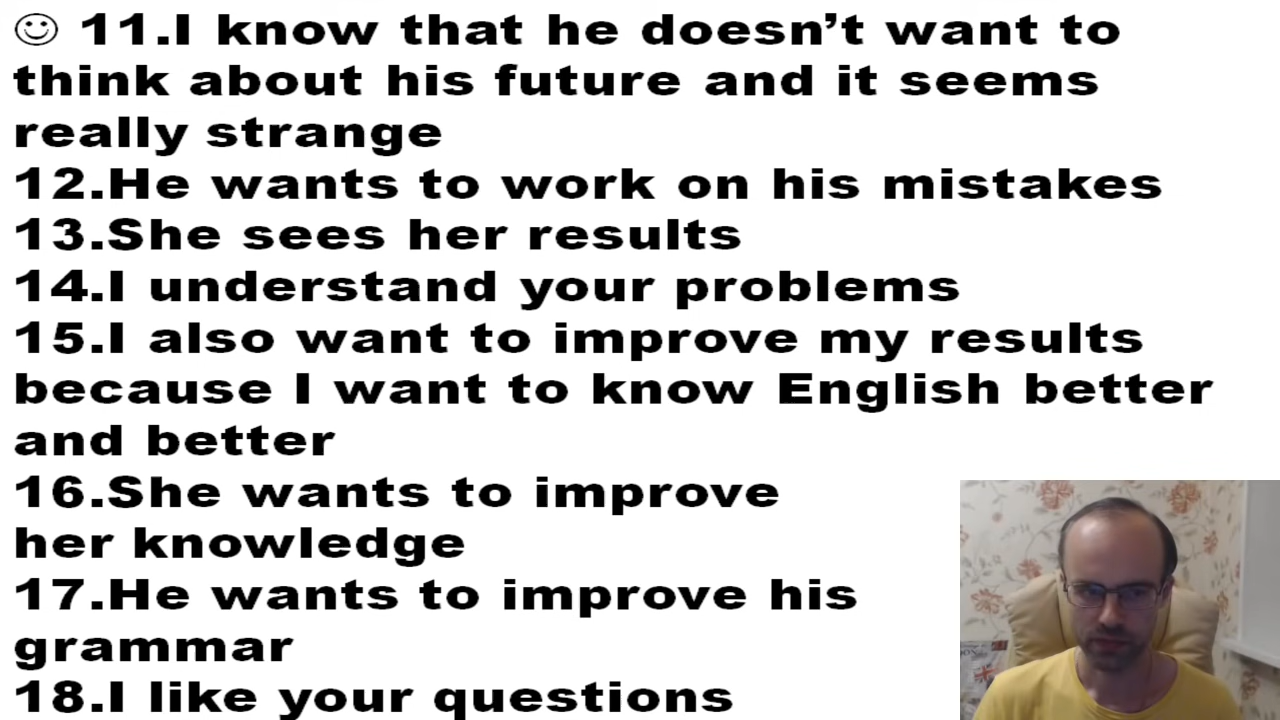 ☺ 11.I know that he doesn’t want to
think about his future and it seems
really strange
12.He wants to work on his mistakes
13.She sees her results
14.I understand your problems
15.I also want to improve my results
because I want to know English better
and better
16.She wants to improve
her knowledge
17.He wants to improve his
grammar
18.I like your questions